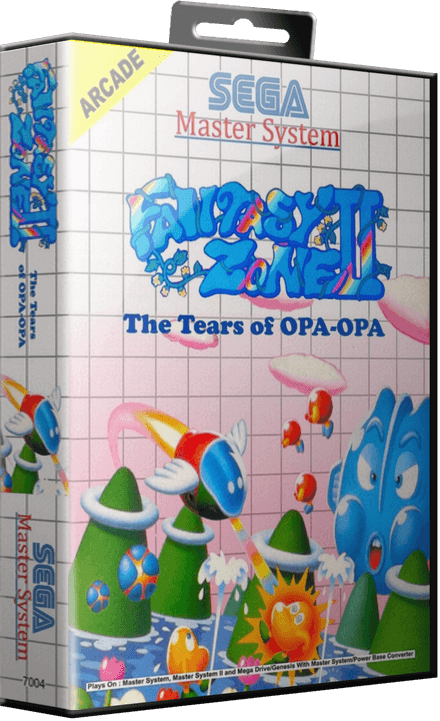 ARCADE
SEGA
Master System
FANTASY
ZONE II
The Tears of OPA-OPA
Plays On : Master System, Master System II and Mega Drive/Genesis With Master System/Power Base Converter
FANTASY
ZONE II
The Tears
of OPA-OPA
SEGA
Master System
7004